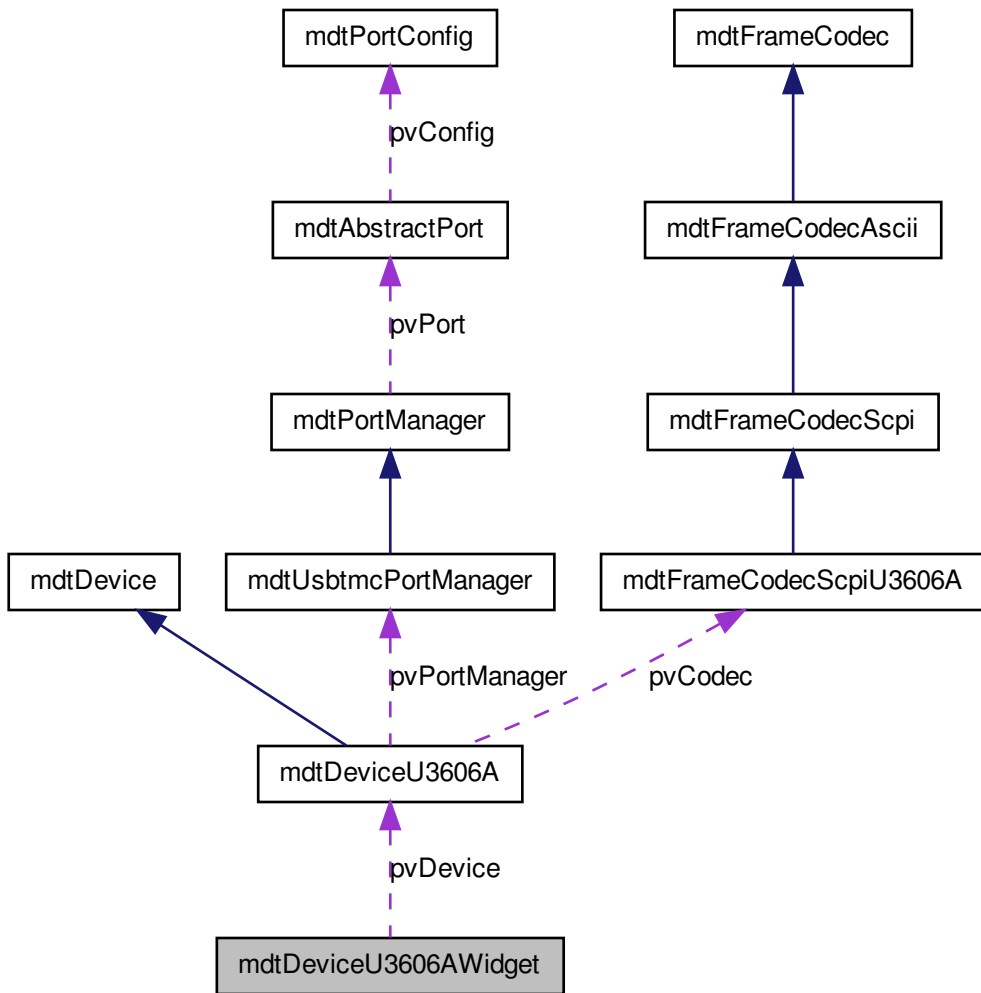 mdtPortConfig
mdtFrameCodec
pvConfig
mdtAbstractPort
mdtFrameCodecAscii
pvPort
mdtPortManager
mdtFrameCodecScpi
mdtDevice
mdtUsbtmcPortManager
mdtFrameCodecScpiU3606A
pvPortManager
pvCodec
mdtDeviceU3606A
pvDevice
mdtDeviceU3606AWidget